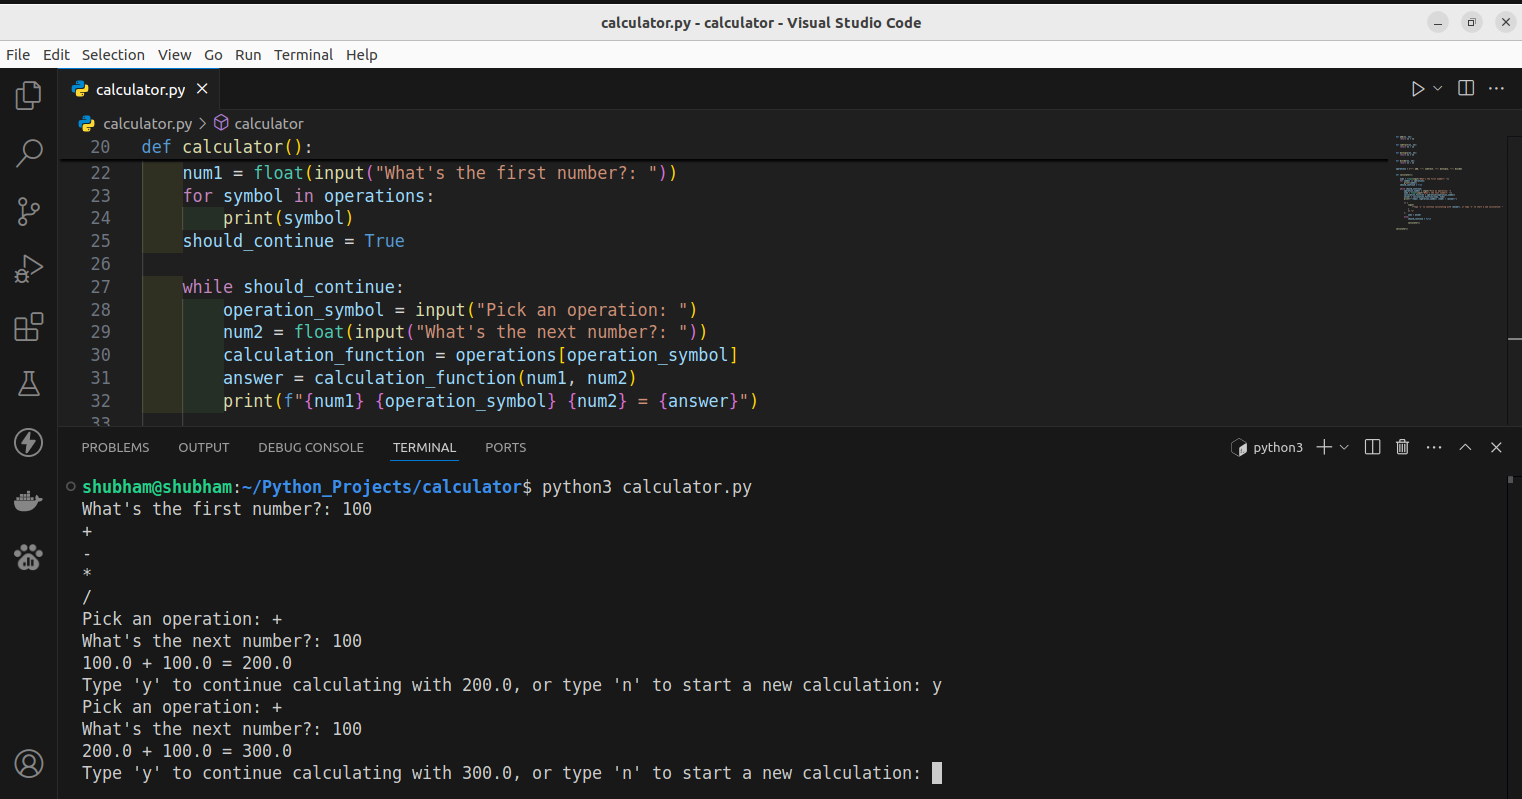 calculator.py - calculator - Visual Studio Code
File Edit Selection View Go Run Terminal Help
calculator.py
calculator.py > calculator
20 def calculator():
22 num1 = float(input("What's the first number?: "))
23 for symbol in operations:
24 print(symbol)
25 should_continue = True
26
27 while should_continue:
28 operation_symbol = input("Pick an operation: ")
29 num2 = float(input("What's the next number?: "))
30 calculation_function = operations[operation_symbol]
31 answer = calculation_function(num1, num2)
32 print(f"{num1} {operation_symbol} {num2} = {answer}")
33
PROBLEMS OUTPUT DEBUG CONSOLE TERMINAL PORTS python3
shubham@shubham:~/Python_Projects/calculator$ python3 calculator.py
What's the first number?: 100
+
-
*
/
Pick an operation: +
What's the next number?: 100
100.0 + 100.0 = 200.0
Type 'y' to continue calculating with 200.0, or type 'n' to start a new calculation: y
Pick an operation: +
What's the next number?: 100
200.0 + 100.0 = 300.0
Type 'y' to continue calculating with 300.0, or type 'n' to start a new calculation: